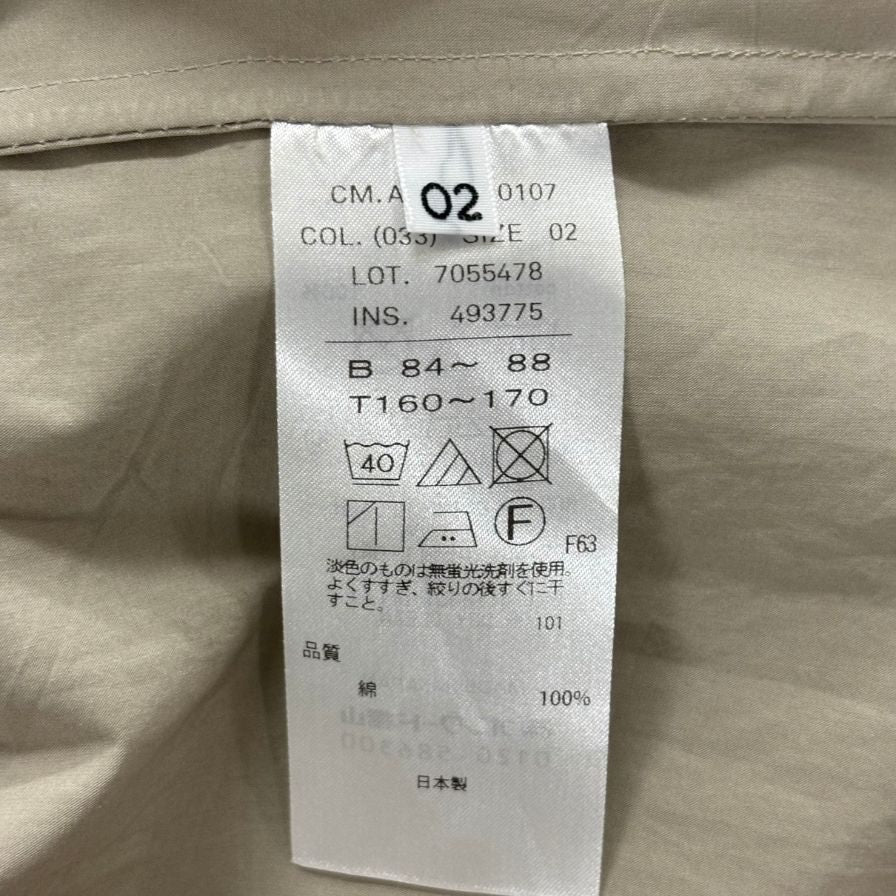 02
CM.A 0107
COL. (033) SIZE 02
LOT. 7055478
INS. 493775
B 84～ 88
T160～170
40
F
F63
淡色のものは無蛍光洗剤を使用。
よくすすぎ、絞りの後すぐに干
すこと。
101
品質
綿 100%
日本製